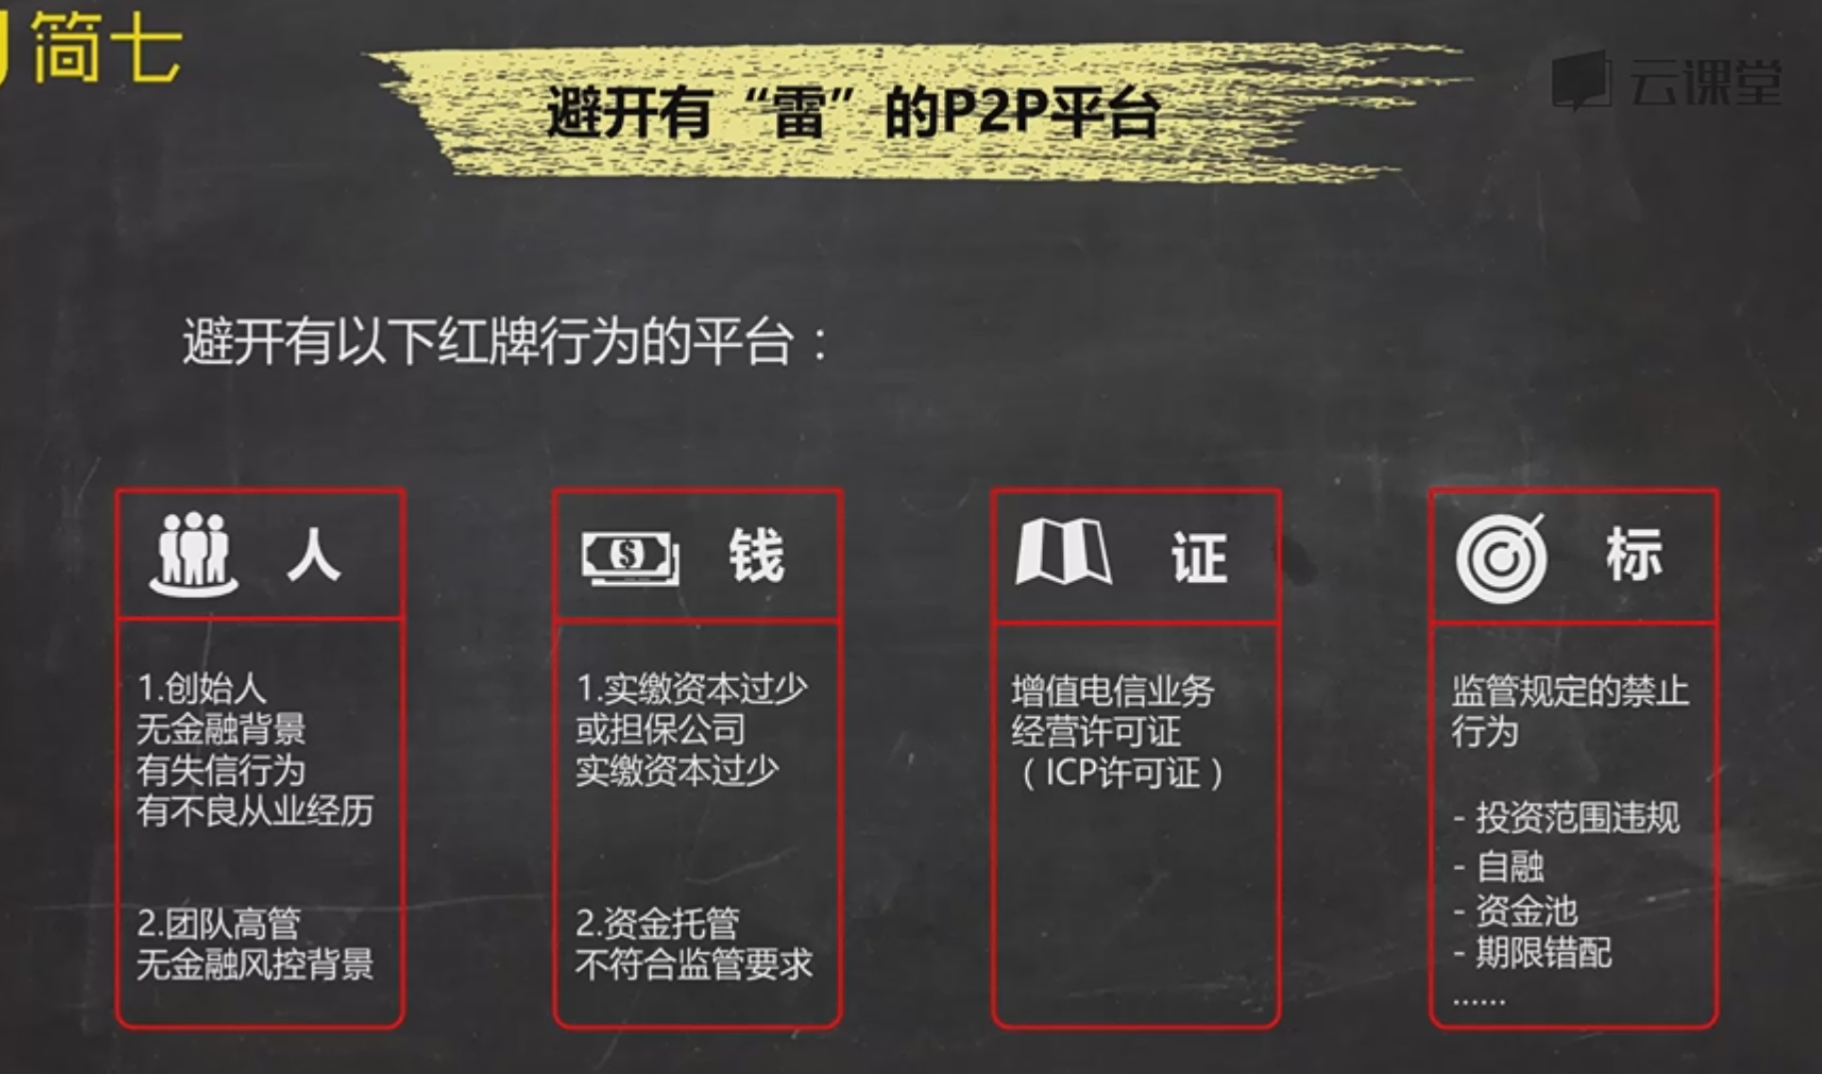 简七
云课堂
避开有“雷”的P2P平台
避开有以下红牌行为的平台：
人
1.创始人
无金融背景
有失信行为
有不良从业经历
2.团队高管
无金融风控背景
钱
1.实缴资本过少
或担保公司
实缴资本过少
2.资金托管
不符合监管要求
证
增值电信业务
经营许可证
（ICP许可证）
标
监管规定的禁止
行为
- 投资范围违规
- 自融
- 资金池
- 期限错配
……